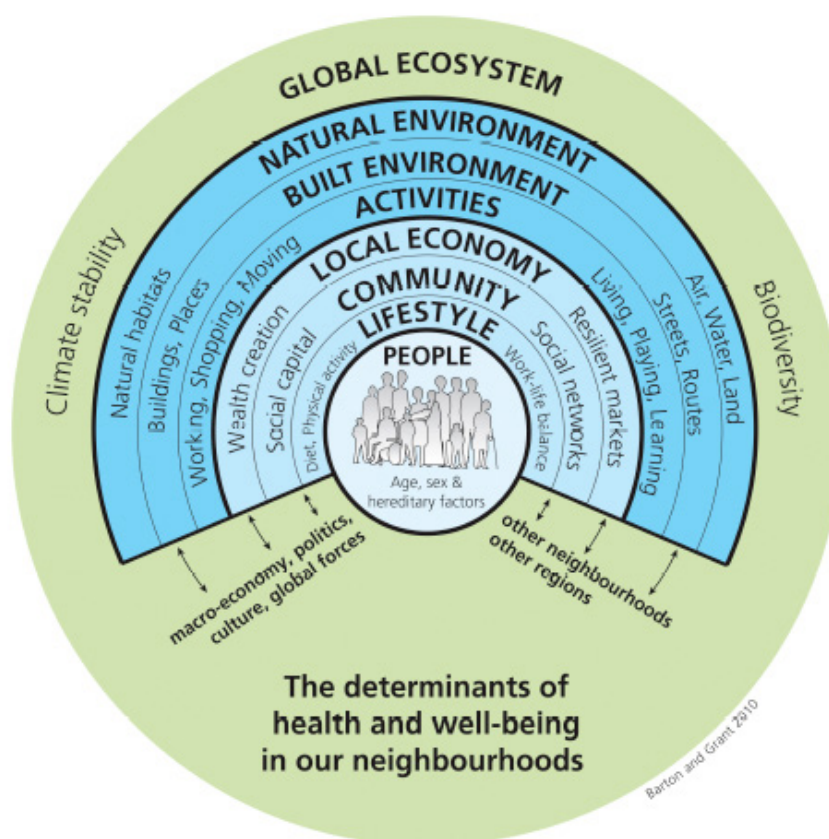 GLOBAL ECOSYSTEM
NATURAL ENVIRONMENT
BUILT ENVIRONMENT
ACTIVITIES
LOCAL ECONOMY
COMMUNITY
LIFESTYLE
PEOPLE
Age, sex &
hereditary factors
Climate stability
Natural habitats
Buildings, Places
Working, Shopping, Moving
Wealth creation
Social capital
Diet, Physical activity
Work-life balance
Social networks
Resilient markets
Living, Playing, Learning
Streets, Routes
Air, Water, Land
Biodiversity
macro-economy, politics,
culture, global forces
other neighbourhoods
other regions
The determinants of
health and well-being
in our neighbourhoods
Barton and Grant 2010